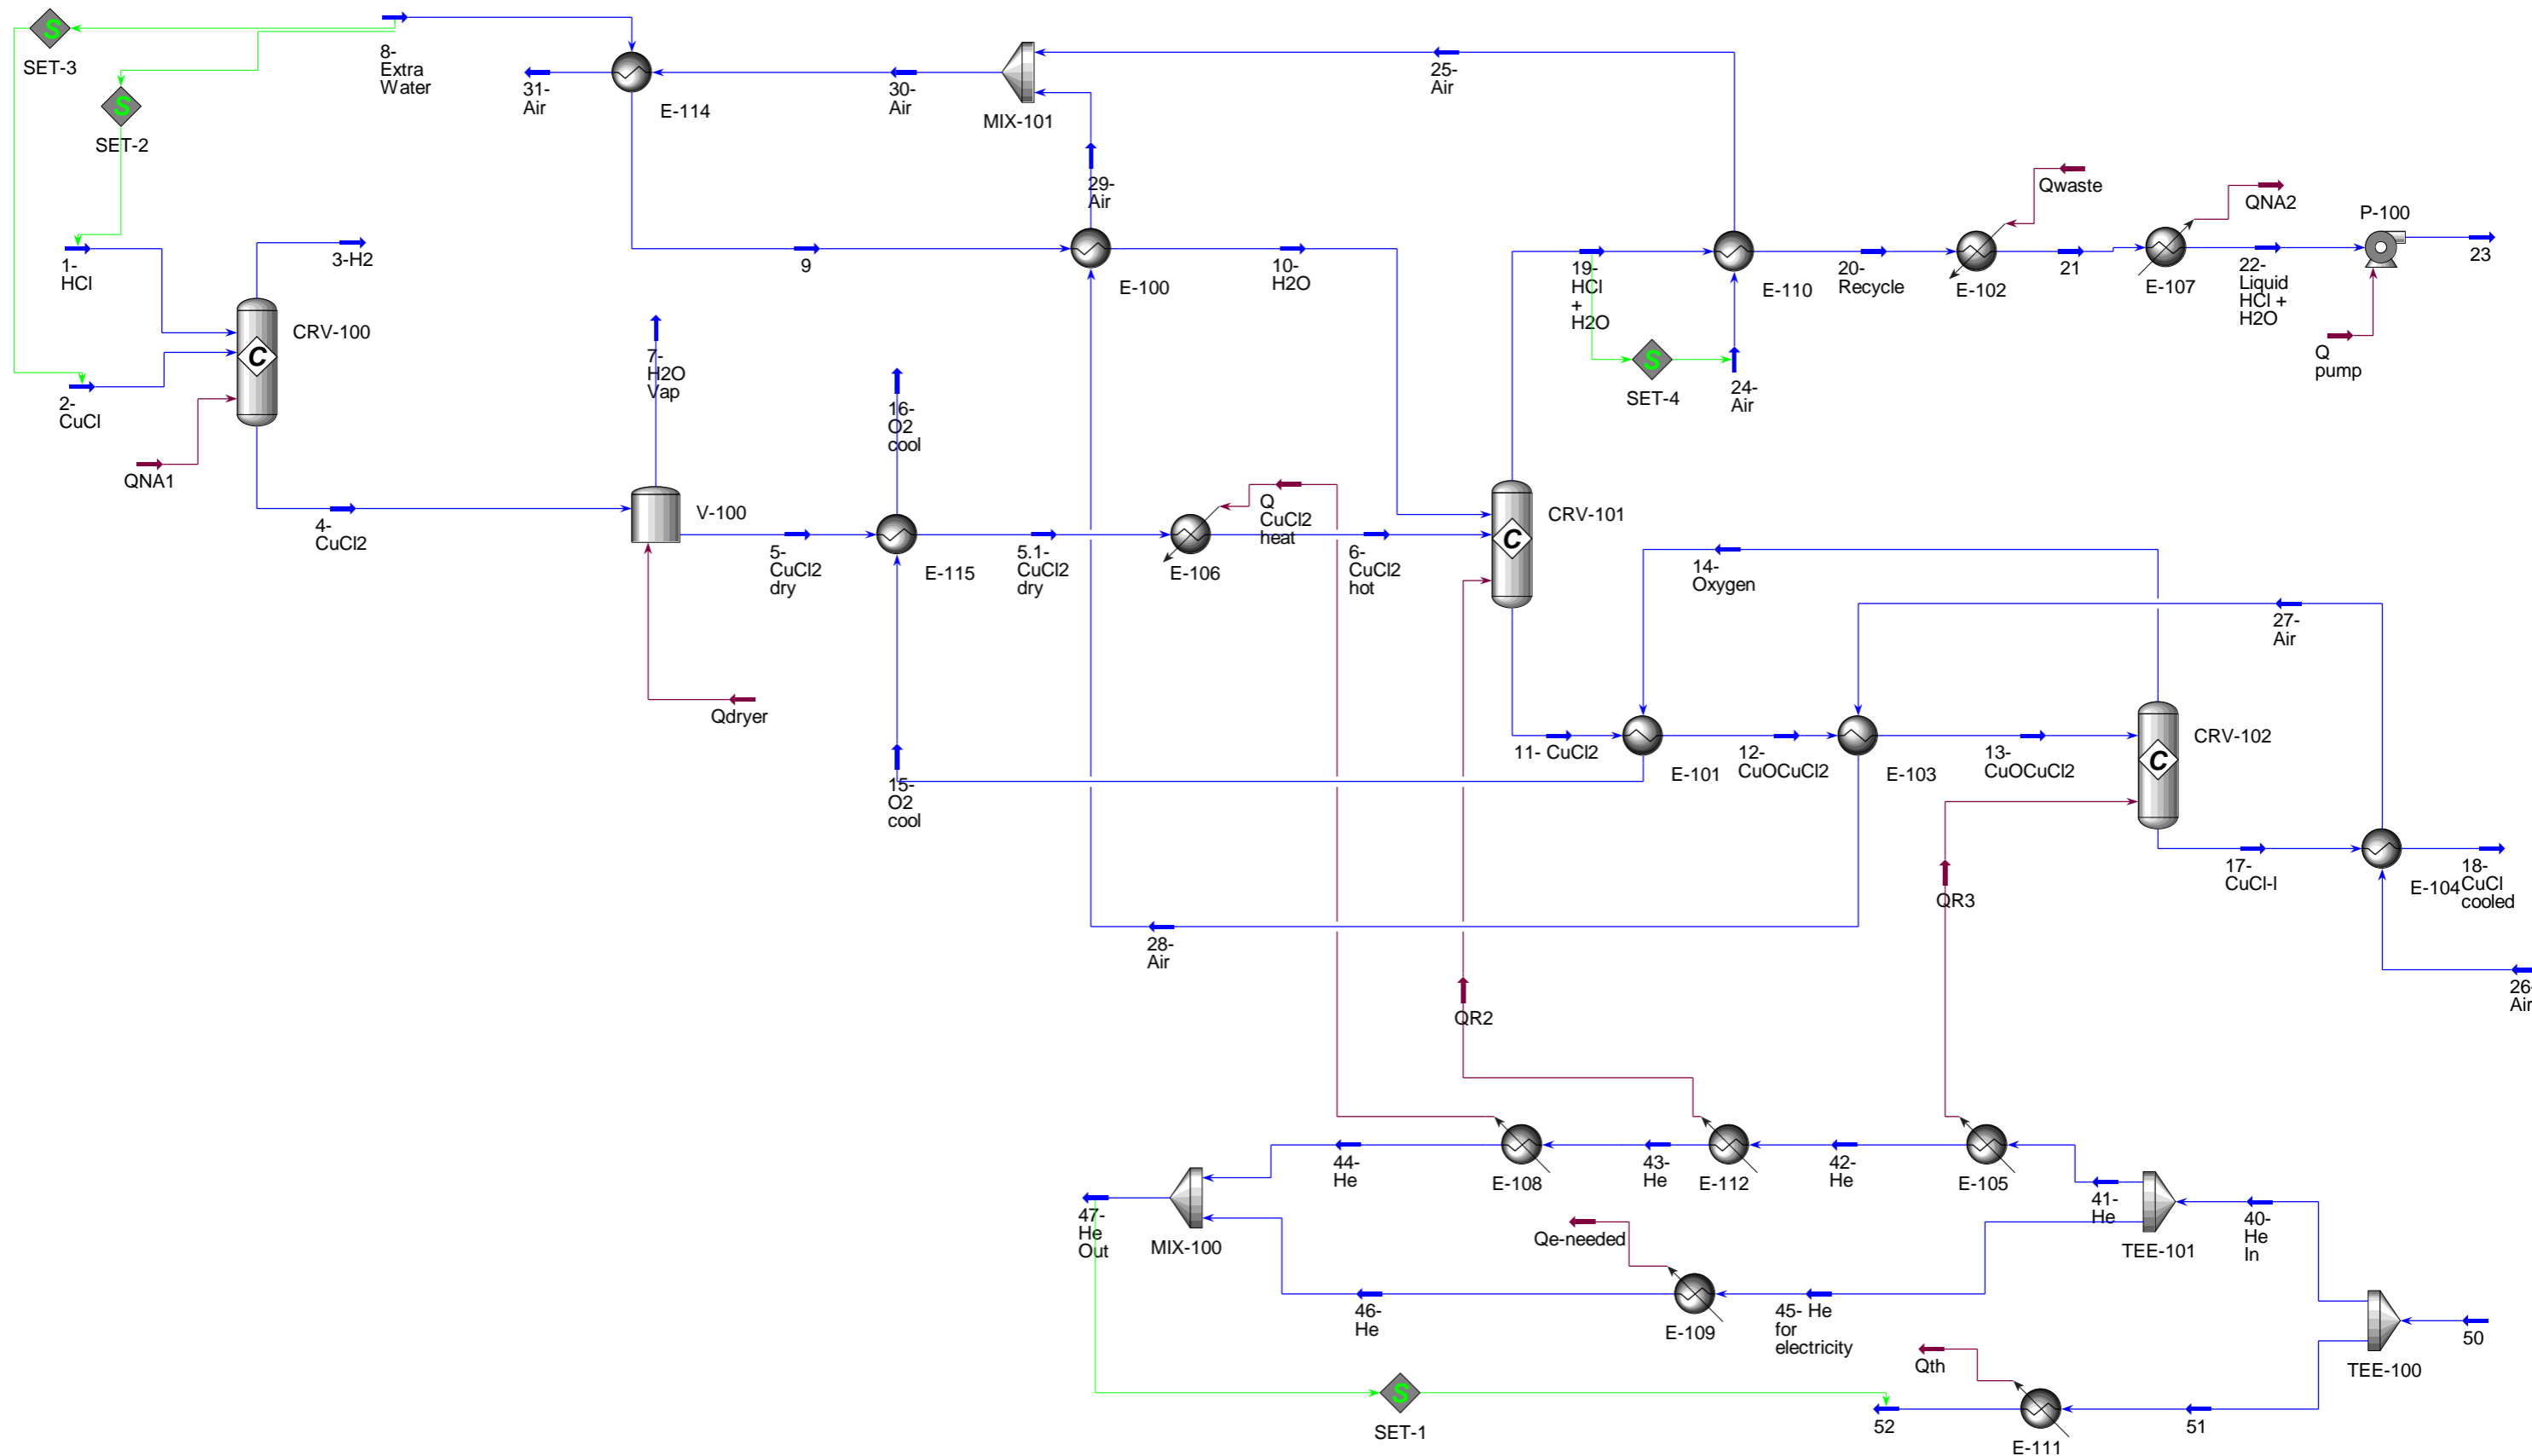 S
SET-3
S
SET-2
8-
Extra
Water
31-
Air
E-114
30-
Air
MIX-101
25-
Air
29-
Air
1-
HCl
3-H2
CRV-100
C
2-
CuCl
QNA1
4-
CuCl2
9
E-100
10-
H2O
7-
H2O
Vap
V-100
Qdryer
16-
O2
cool
5-
CuCl2
dry
E-115
5.1-
CuCl2
dry
E-106
Q
CuCl2
heat
6-
CuCl2
hot
15-
O2
cool
CRV-101
C
19-
HCl
+
H2O
S
SET-4
24-
Air
E-110
20-
Recycle
Qwaste
E-102
21
QNA2
E-107
22-
Liquid
HCl +
H2O
P-100
23
Q
pump
14-
Oxygen
27-
Air
11- CuCl2
E-101
12-
CuOCuCl2
E-103
13-
CuOCuCl2
CRV-102
C
17-
CuCl-l
E-104
18-
CuCl
cooled
26-
Air
28-
Air
QR2
QR3
44-
He
E-108
43-
He
E-112
42-
He
E-105
41-
He
TEE-101
40-
He
In
47-
He
Out
MIX-100
Qe-needed
46-
He
E-109
45- He
for
electricity
50
TEE-100
Qth
S
SET-1
52
E-111
51